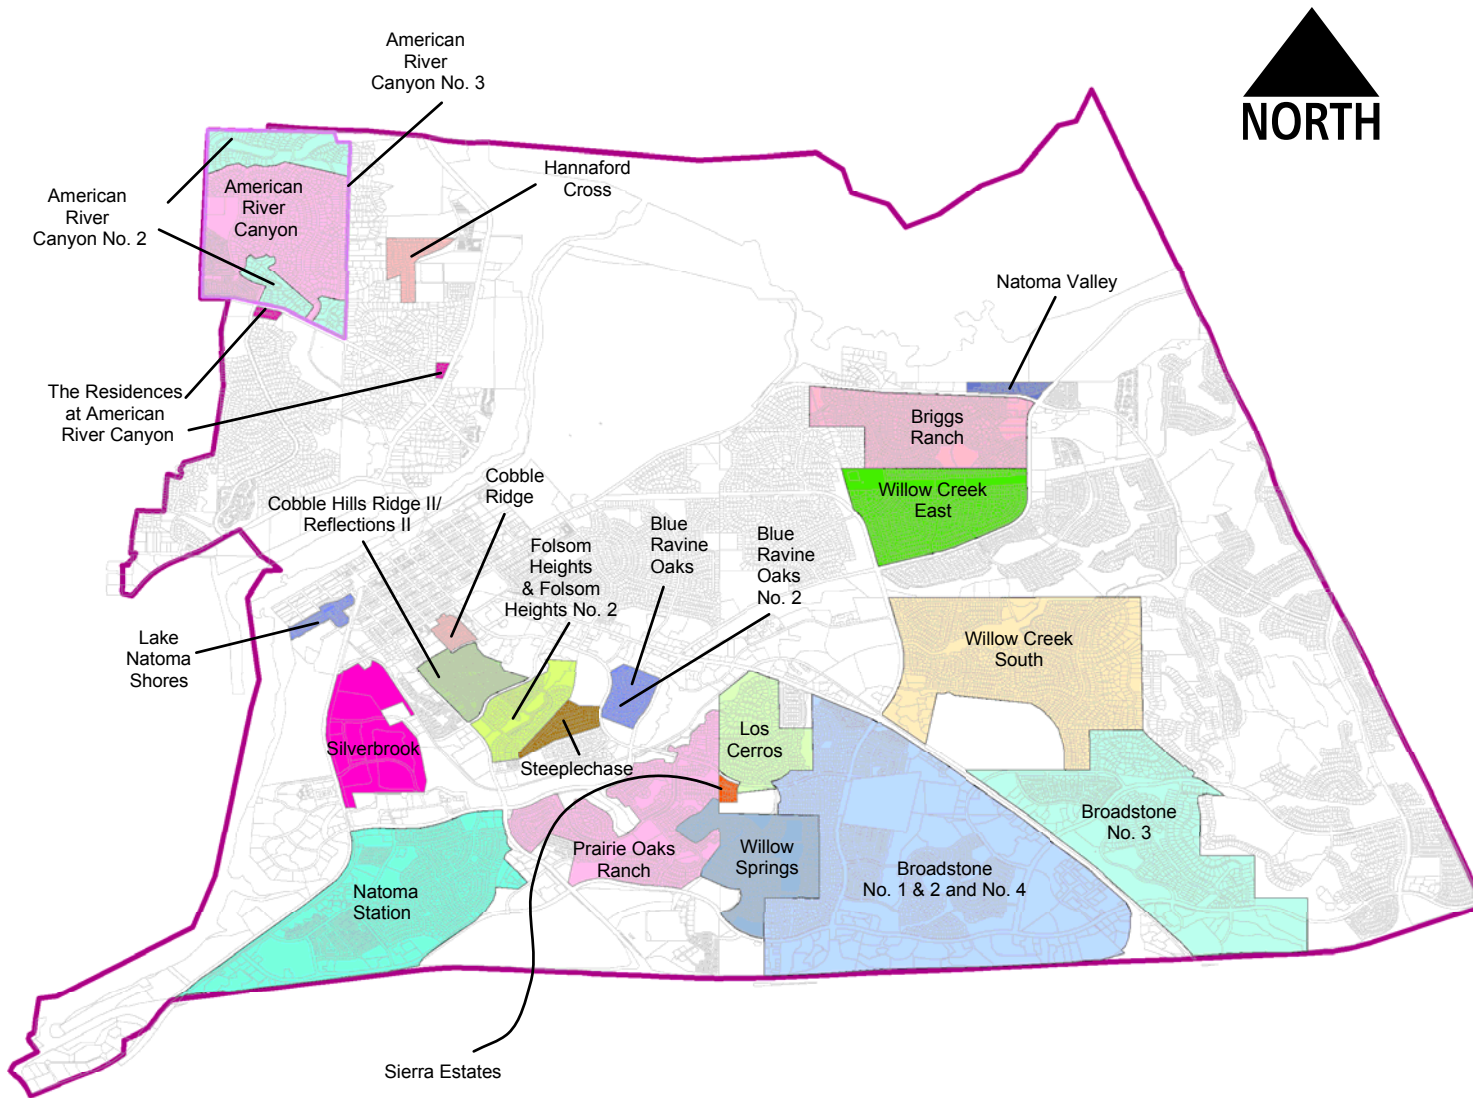 American
River
Canyon No. 3
NORTH
Hannaford
Cross
American
River
Canyon
American
River
Canyon No. 2
Natoma Valley
The Residences
at American
River Canyon
Briggs
Ranch
Cobble
Ridge
Cobble Hills Ridge II/
Reflections II
Willow Creek
East
Blue
Ravine
Oaks
Blue
Ravine
Oaks
No. 2
Folsom
Heights
& Folsom
Heights No. 2
Lake
Natoma
Shores
Willow Creek
South
Silverbrook
Los
Cerros
Steeplechase
Broadstone
No. 3
Prairie Oaks
Ranch
Willow
Springs
Broadstone
No. 1 & 2 and No. 4
Natoma
Station
Sierra Estates